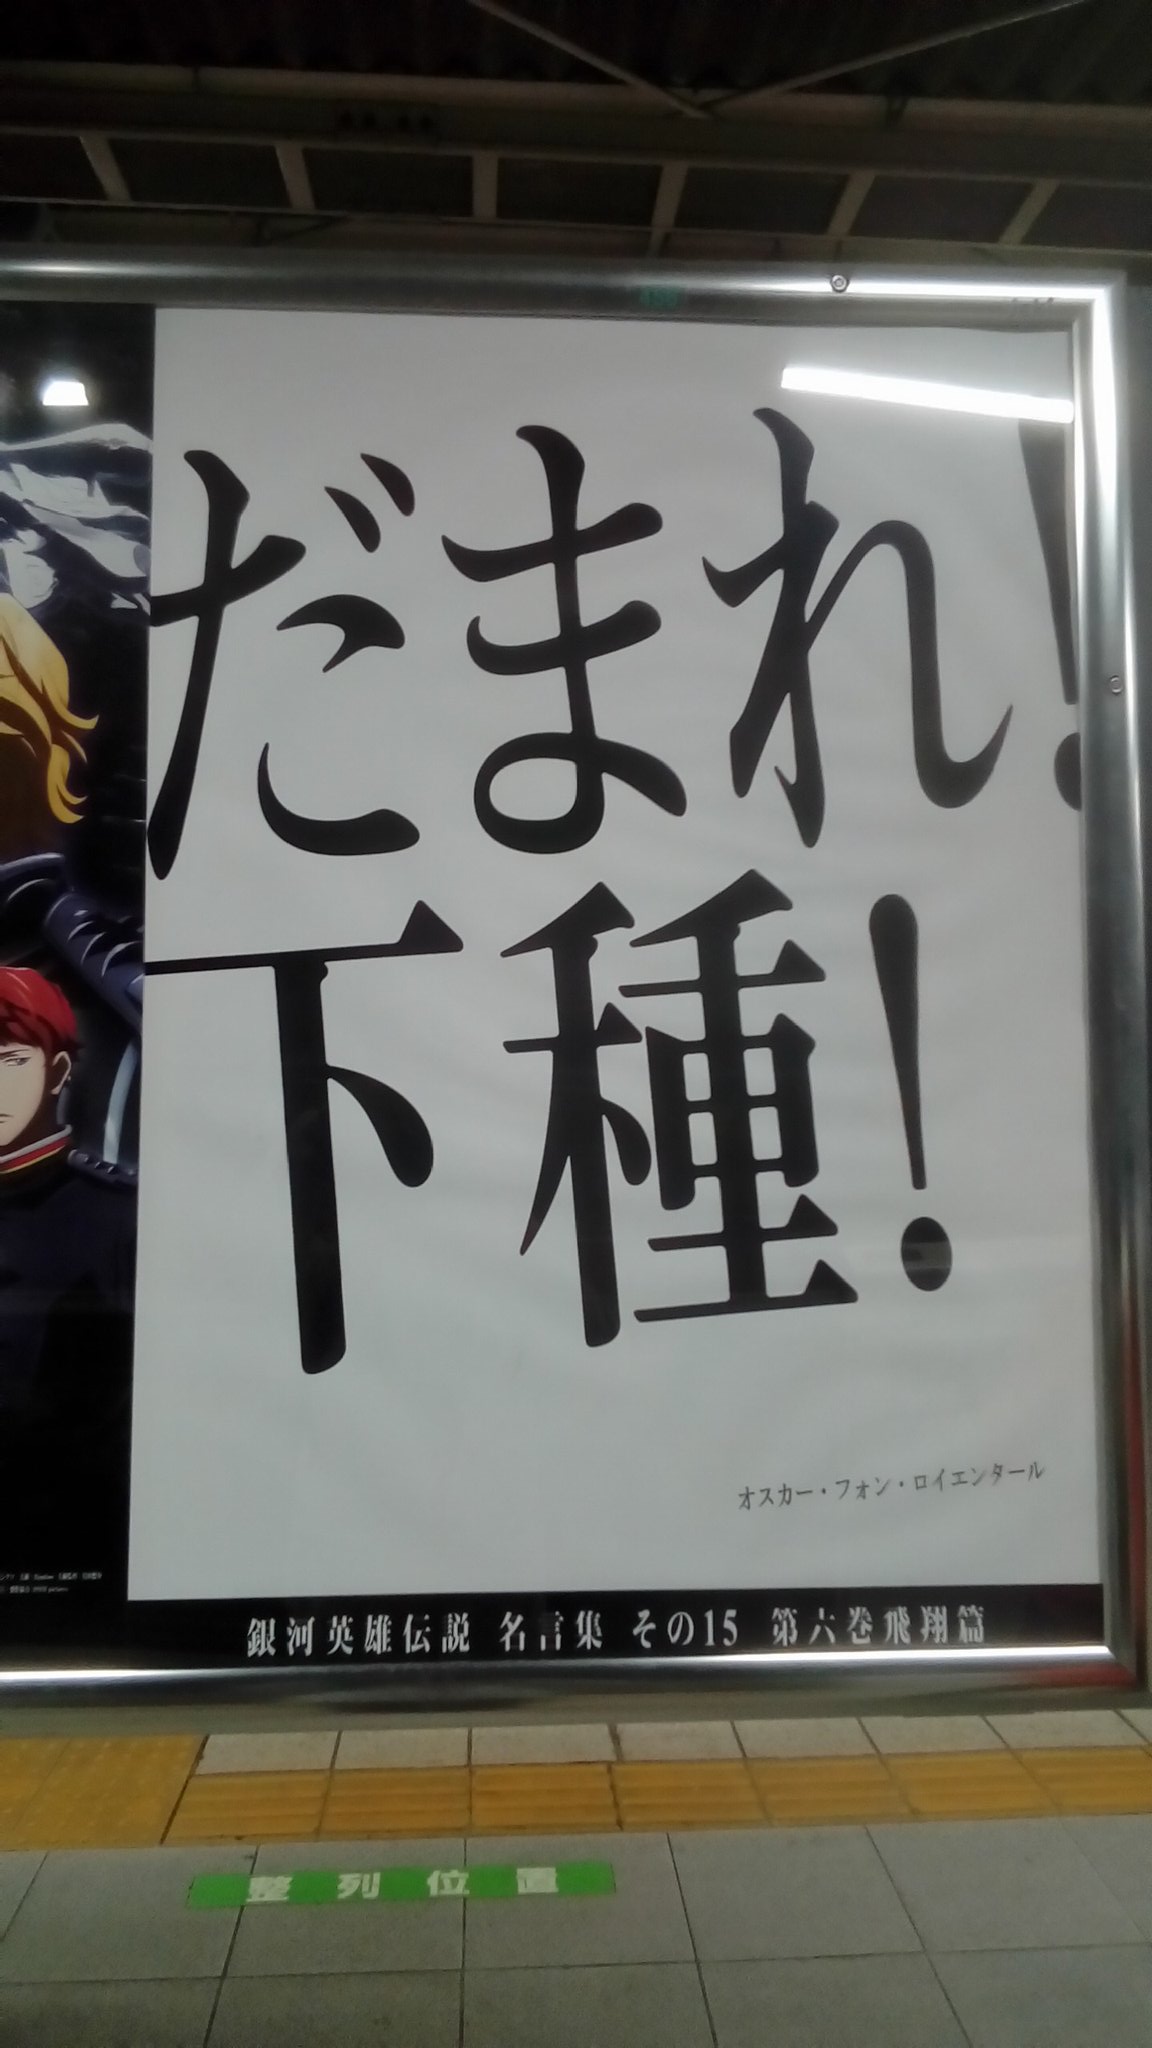 だまれ!
下種!
オスカー・フォン・ロイエンタール
銀河英雄伝説 名言集 その15 第六巻飛翔篇
整列位置